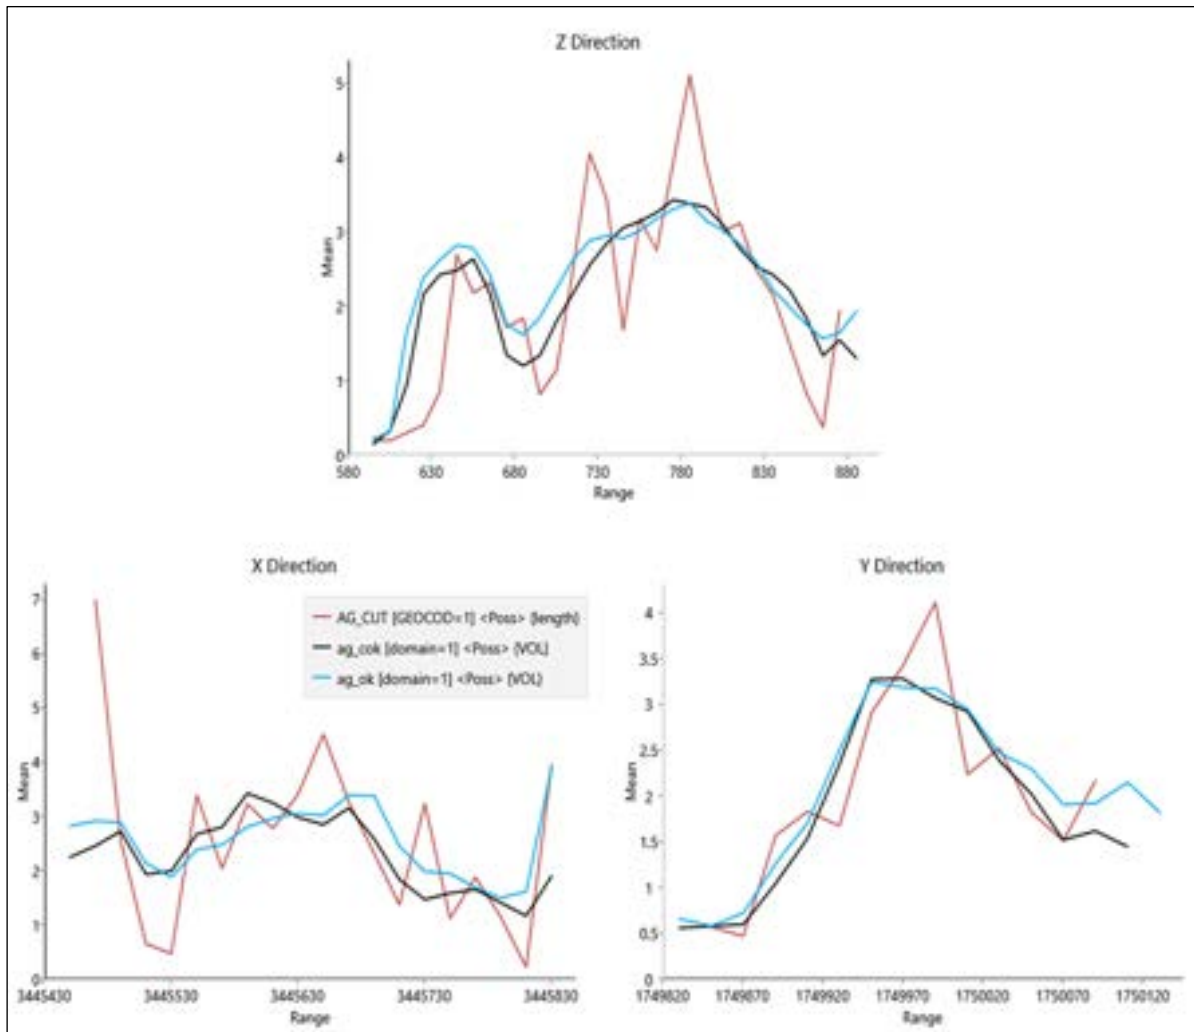 Z Direction
5
4
3
2
1
0
Mean
580 630 680 730 780 830 880
Range
X Direction
7
6
5
4
3
2
1
0
Mean
AG_CUT [GEOCOD=1] <Poss> {length}
ag_cok [domain=1] <Poss> {VOL}
ag_ok [domain=1] <Poss> {VOL}
3445430 3445530 3445630 3445730 3445830
Range
Y Direction
4
3.5
3
2.5
2
1.5
1
0.5
0
Mean
1749820 1749870 1749920 1749970 1750020 1750070 1750120
Range